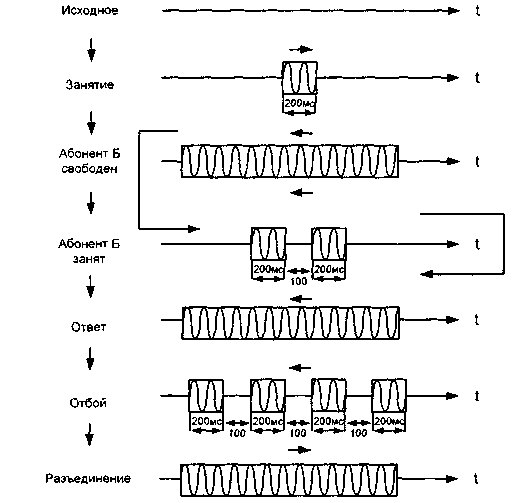 Исходное
t
Занятие
t
200мс
Абонент Б
свободен
t
Абонент Б
занят
t
200мс 200мс
100
Ответ
t
Отбой
t
200мс 200мс 200мс 200мс
100 100 100
Разъединение
t